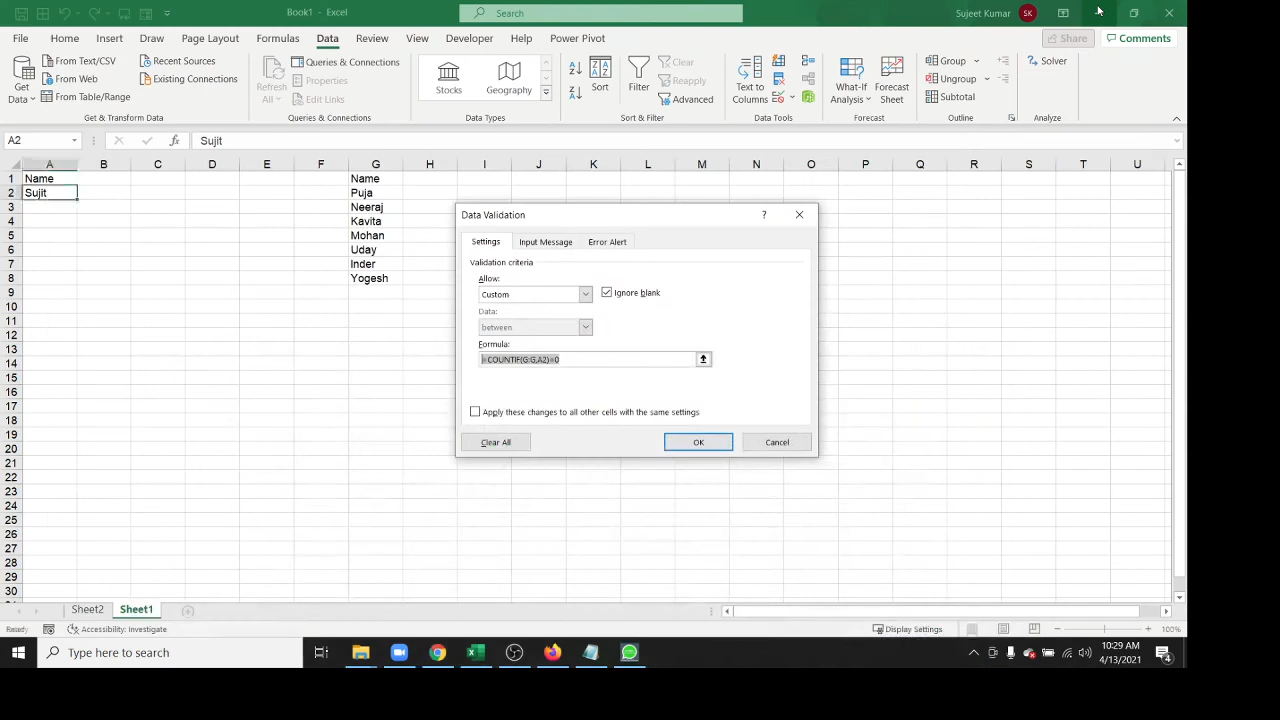 Book1 - Excel
Search
Sujeet Kumar SK
File Home Insert Draw Page Layout Formulas Data Review View Developer Help Power Pivot
Share Comments
Get Data
From Text/CSV
From Web
From Table/Range
Recent Sources
Existing Connections
Get & Transform Data
Refresh All
Queries & Connections
Properties
Edit Links
Queries & Connections
Stocks Geography
Data Types
Sort
Filter
Clear
Reapply
Advanced
Sort & Filter
Text to Columns
Data Tools
What-If Analysis
Forecast Sheet
Forecast
Group
Ungroup
Subtotal
Outline
Solver
Analyze
A2 fx Sujit
A B C D E F G H I J K L M N O P Q R S T U
1 Name Name
2 Sujit Puja
3 Neeraj
4 Kavita
5 Mohan
6 Uday
7 Inder
8 Yogesh
9
10
11
12
13
14
15
16
17
18
19
20
21
22
23
24
25
26
27
28
29
30
Data Validation ?
Settings Input Message Error Alert
Validation criteria
Allow:
Custom Ignore blank
Data:
between
Formula:
=COUNTIF(G:G,A2)=0
Apply these changes to all other cells with the same settings
Clear All OK Cancel
Sheet2 Sheet1
Ready Accessibility: Investigate Display Settings 100%
Type here to search
10:29 AM
4/13/2021
4